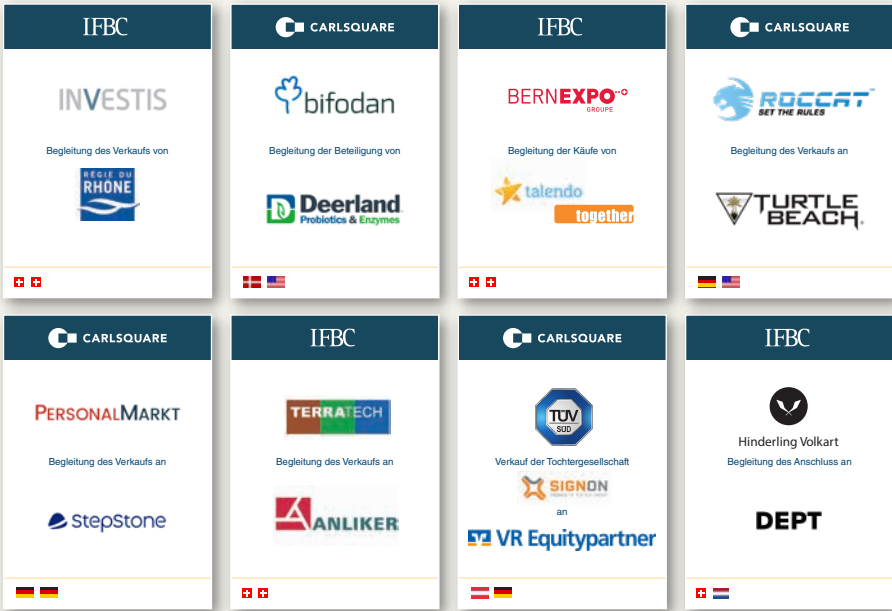 IFBC
INVESTIS
Begleitung des Verkaufs von
RÉGIE DU
RHÔNE
CARLSQUARE
bifodan
Begleitung der Beteiligung von
Deerland
Probiotics & Enzymes
IFBC
BERNEXPO
GROUPE
Begleitung der Käufe von
talendo
together
CARLSQUARE
ROCCAT
SET THE RULES
Begleitung des Verkaufs an
TURTLE
BEACH
CARLSQUARE
PERSONALMARKT
Begleitung des Verkaufs an
StepStone
IFBC
TERRATECH
Begleitung des Verkaufs an
ANLIKER
CARLSQUARE
TÜV
SÜD
Verkauf der Tochtergesellschaft
SIGNON
an
VR Equitypartner
IFBC
Hinderling Volkart
Begleitung des Anschluss an
DEPT